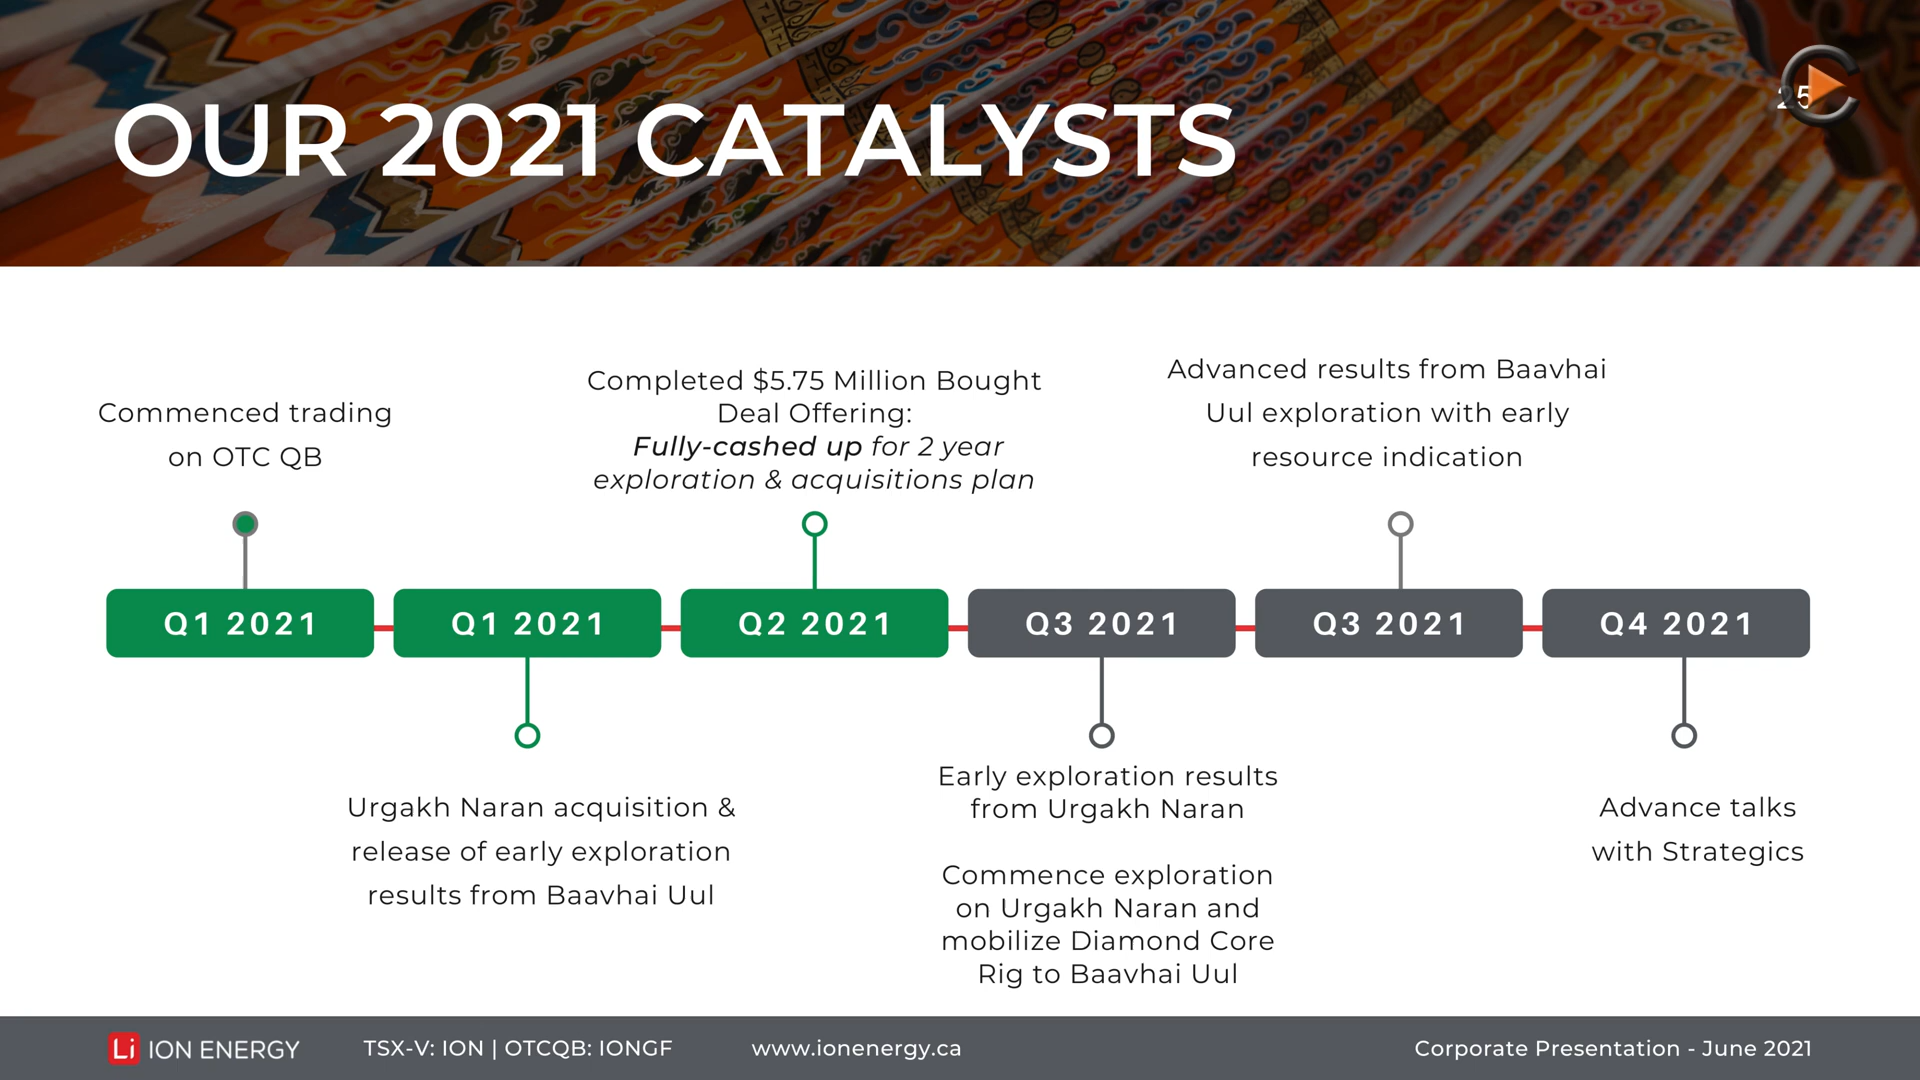 OUR 2021 CATALYSTS
25
Commenced trading
on OTC QB
Completed $5.75 Million Bought
Deal Offering:
Fully-cashed up for 2 year
exploration & acquisitions plan
Advanced results from Baavhai
Uul exploration with early
resource indication
Q1 2021
Q1 2021
Q2 2021
Q3 2021
Q3 2021
Q4 2021
Urgakh Naran acquisition &
release of early exploration
results from Baavhai Uul
Early exploration results
from Urgakh Naran
Commence exploration
on Urgakh Naran and
mobilize Diamond Core
Rig to Baavhai Uul
Advance talks
with Strategics
Li ION ENERGY
TSX-V: ION | OTCQB: IONGF
www.ionenergy.ca
Corporate Presentation - June 2021